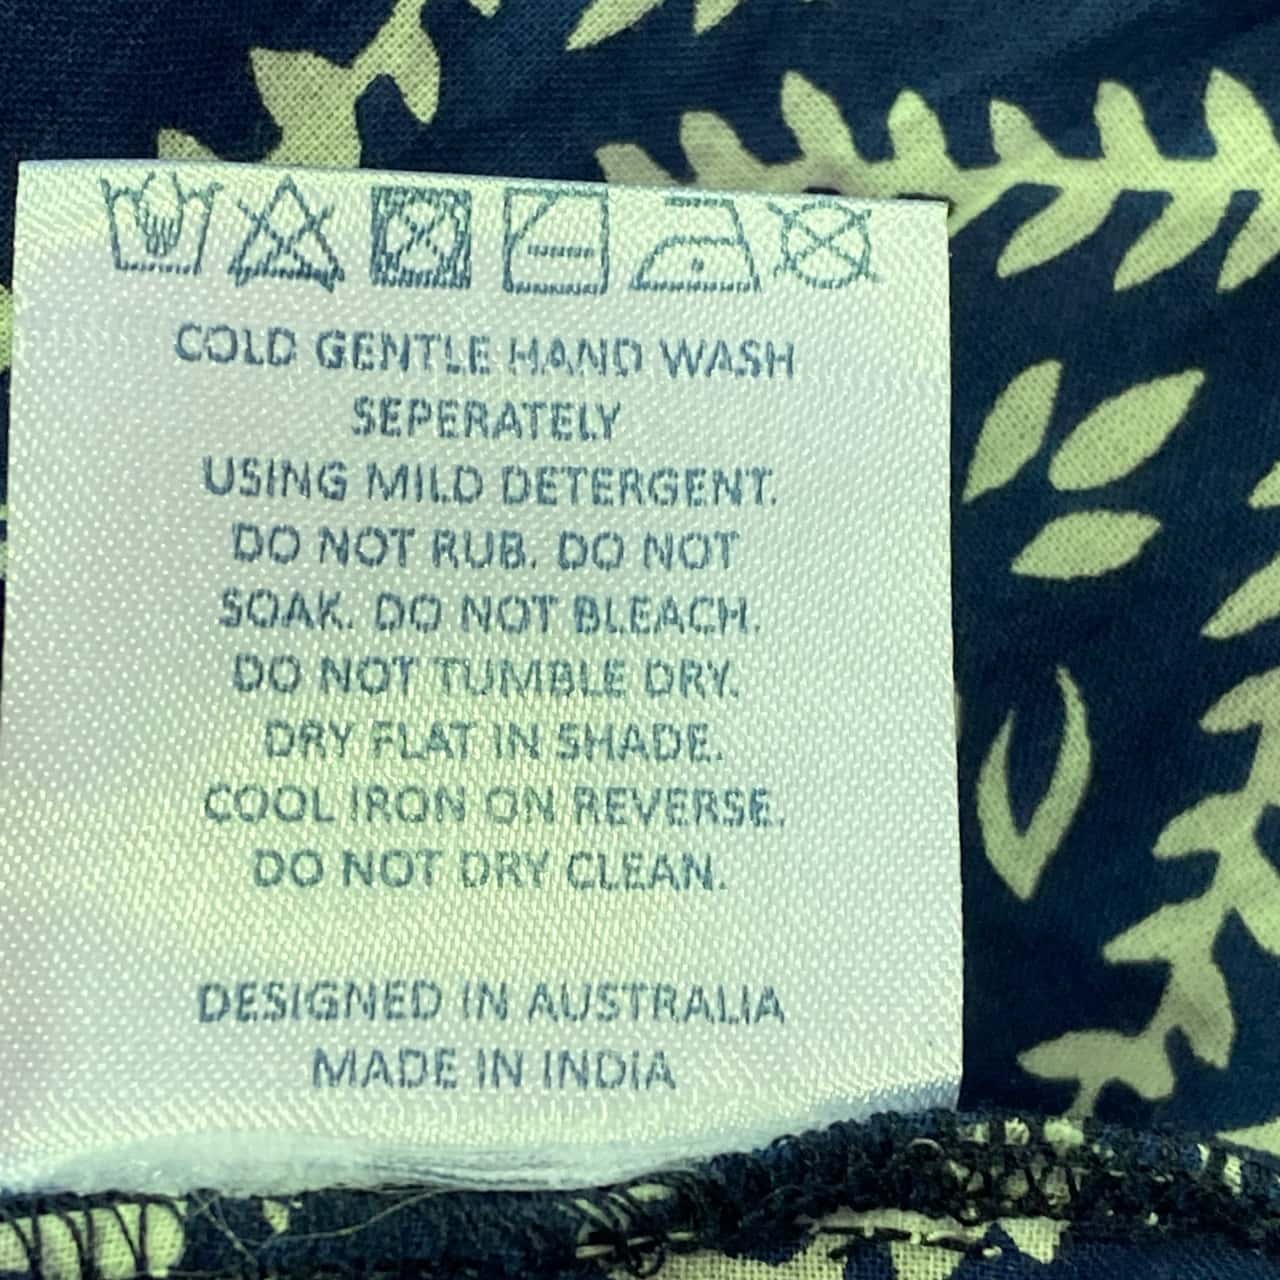 COLD GENTLE HAND WASH
SEPERATELY
USING MILD DETERGENT.
DO NOT RUB. DO NOT
SOAK. DO NOT BLEACH.
DO NOT TUMBLE DRY.
DRY FLAT IN SHADE.
COOL IRON ON REVERSE.
DO NOT DRY CLEAN.
DESIGNED IN AUSTRALIA
MADE IN INDIA